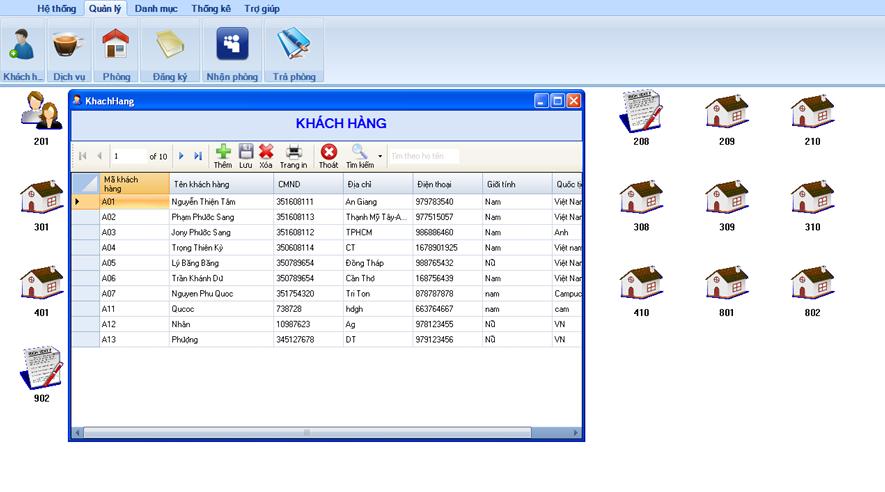 Hệ thống Quản lý Danh mục Thống kê Trợ giúp
Khách h... Dịch vụ Phòng Đăng ký Nhận phòng Trả phòng
KhachHang
KHÁCH HÀNG
1 of 10 Thêm Lưu Xóa Trang in Thoát Tìm kiếm Tìm theo họ tên
Mã khách hàng Tên khách hàng CMND Địa chỉ Điện thoại Giới tính Quốc tị
A01 Nguyễn Thiện Tâm 351608111 An Giang 979783540 Nam Việt Nam
A02 Phạm Phước Sang 351608113 Thạnh Mỹ Tây-A... 977515057 Nam Việt Nam
A03 Jony Phước Sang 351608112 TPHCM 986886460 Nam Anh
A04 Trọng Thiên Ký 350608114 CT 1678901925 Nam Việt nam
A05 Lý Băng Băng 350789654 Đồng Tháp 988765432 Nữ Việt Nam
A06 Trần Khánh Dư 350789654 Cần Thơ 168756439 Nam Việt Nam
A07 Nguyen Phu Quoc 351754320 Tri Ton 878787878 nam Campuc
A11 Qucoc 738728 hdgh 663764667 nam cam
A12 Nhân 10987623 Ag 978123455 Nữ VN
A13 Phượng 345127678 DT 979123456 Nữ VN
201 208 209 210
301 308 309 310
401 410 801 802
902